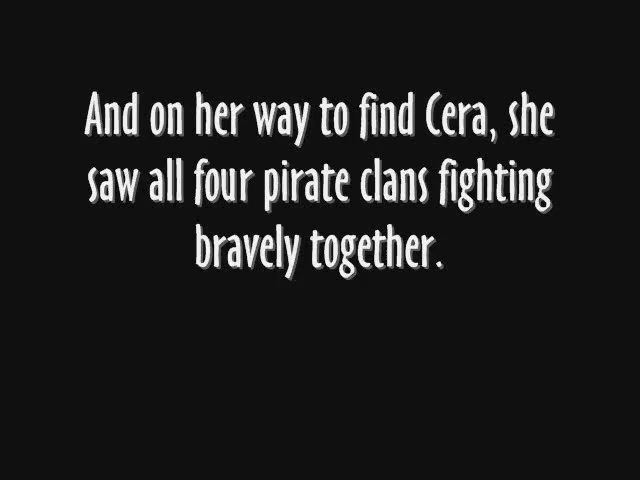 And on her way to find Cera, she
saw all four pirate clans fighting
bravely together.